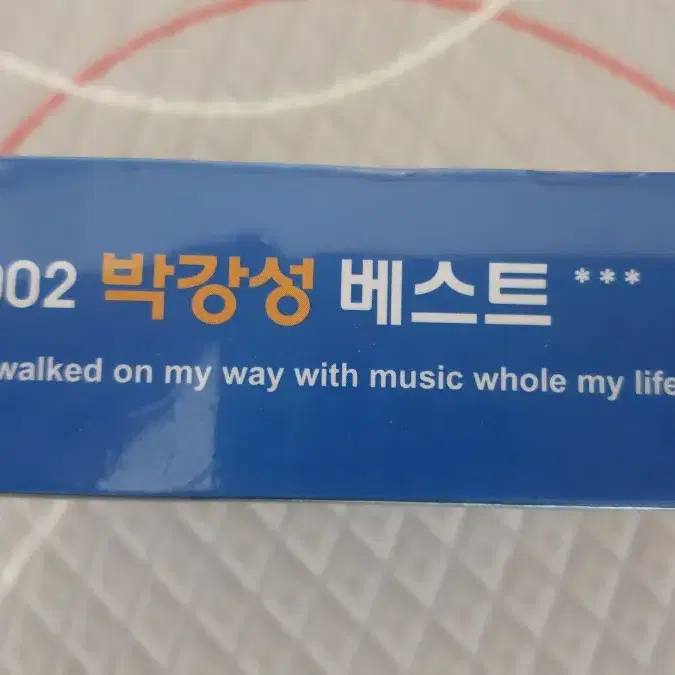 002 박강성 베스트 ***
walked on my way with music whole my life